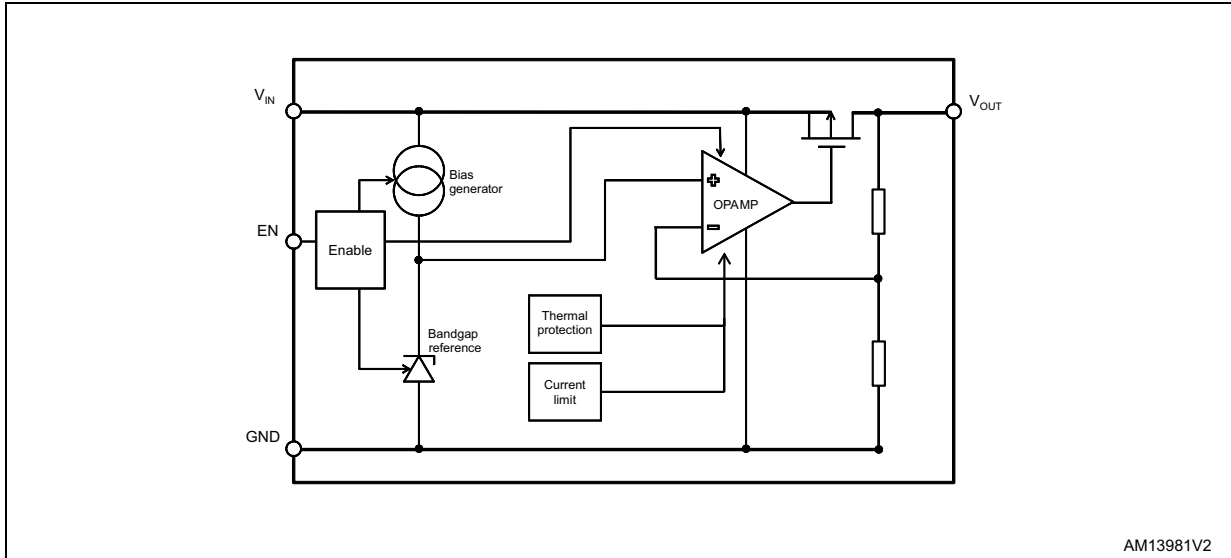 V_IN
V_OUT
Bias
generator
OPAMP
EN
Enable
Thermal
protection
Bandgap
reference
Current
limit
GND
AM13981V2